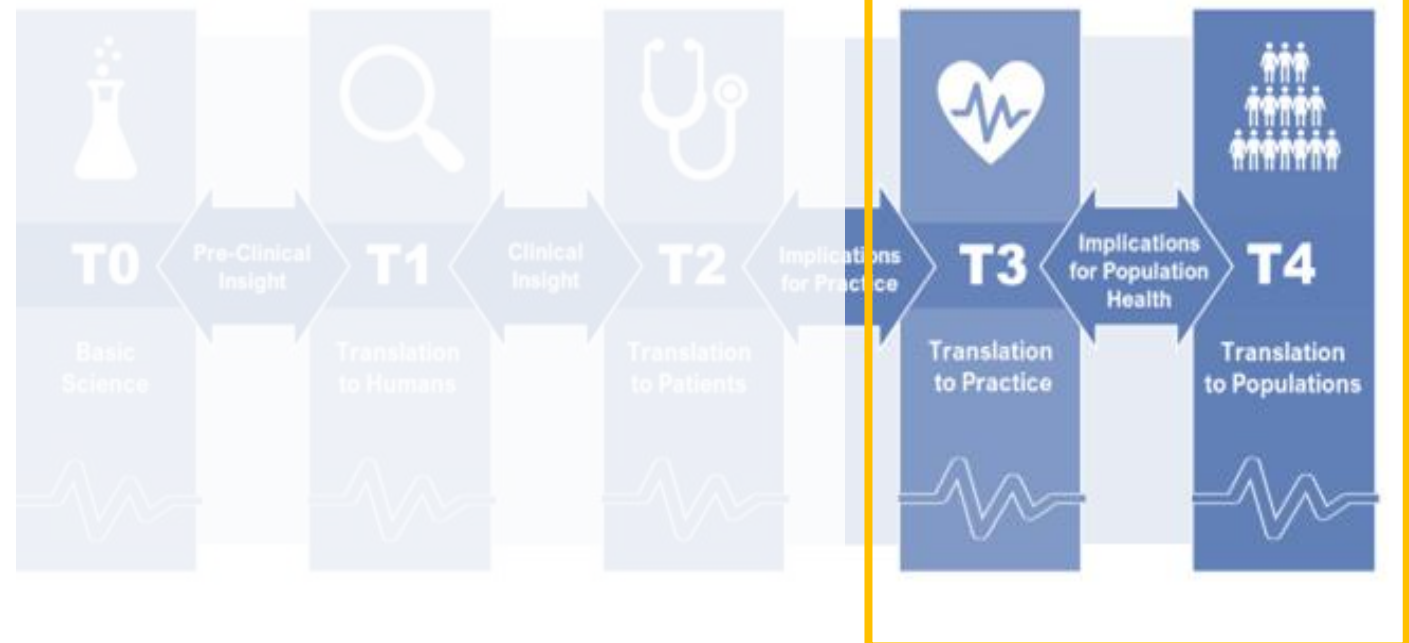 T0
Pre-Clinical
Insight
T1
Clinical
Insight
T2
Implications
for Practice
T3
Implications
for Population
Health
T4
Basic
Science
Translation
to Humans
Translation
to Patients
Translation
to Practice
Translation
to Populations